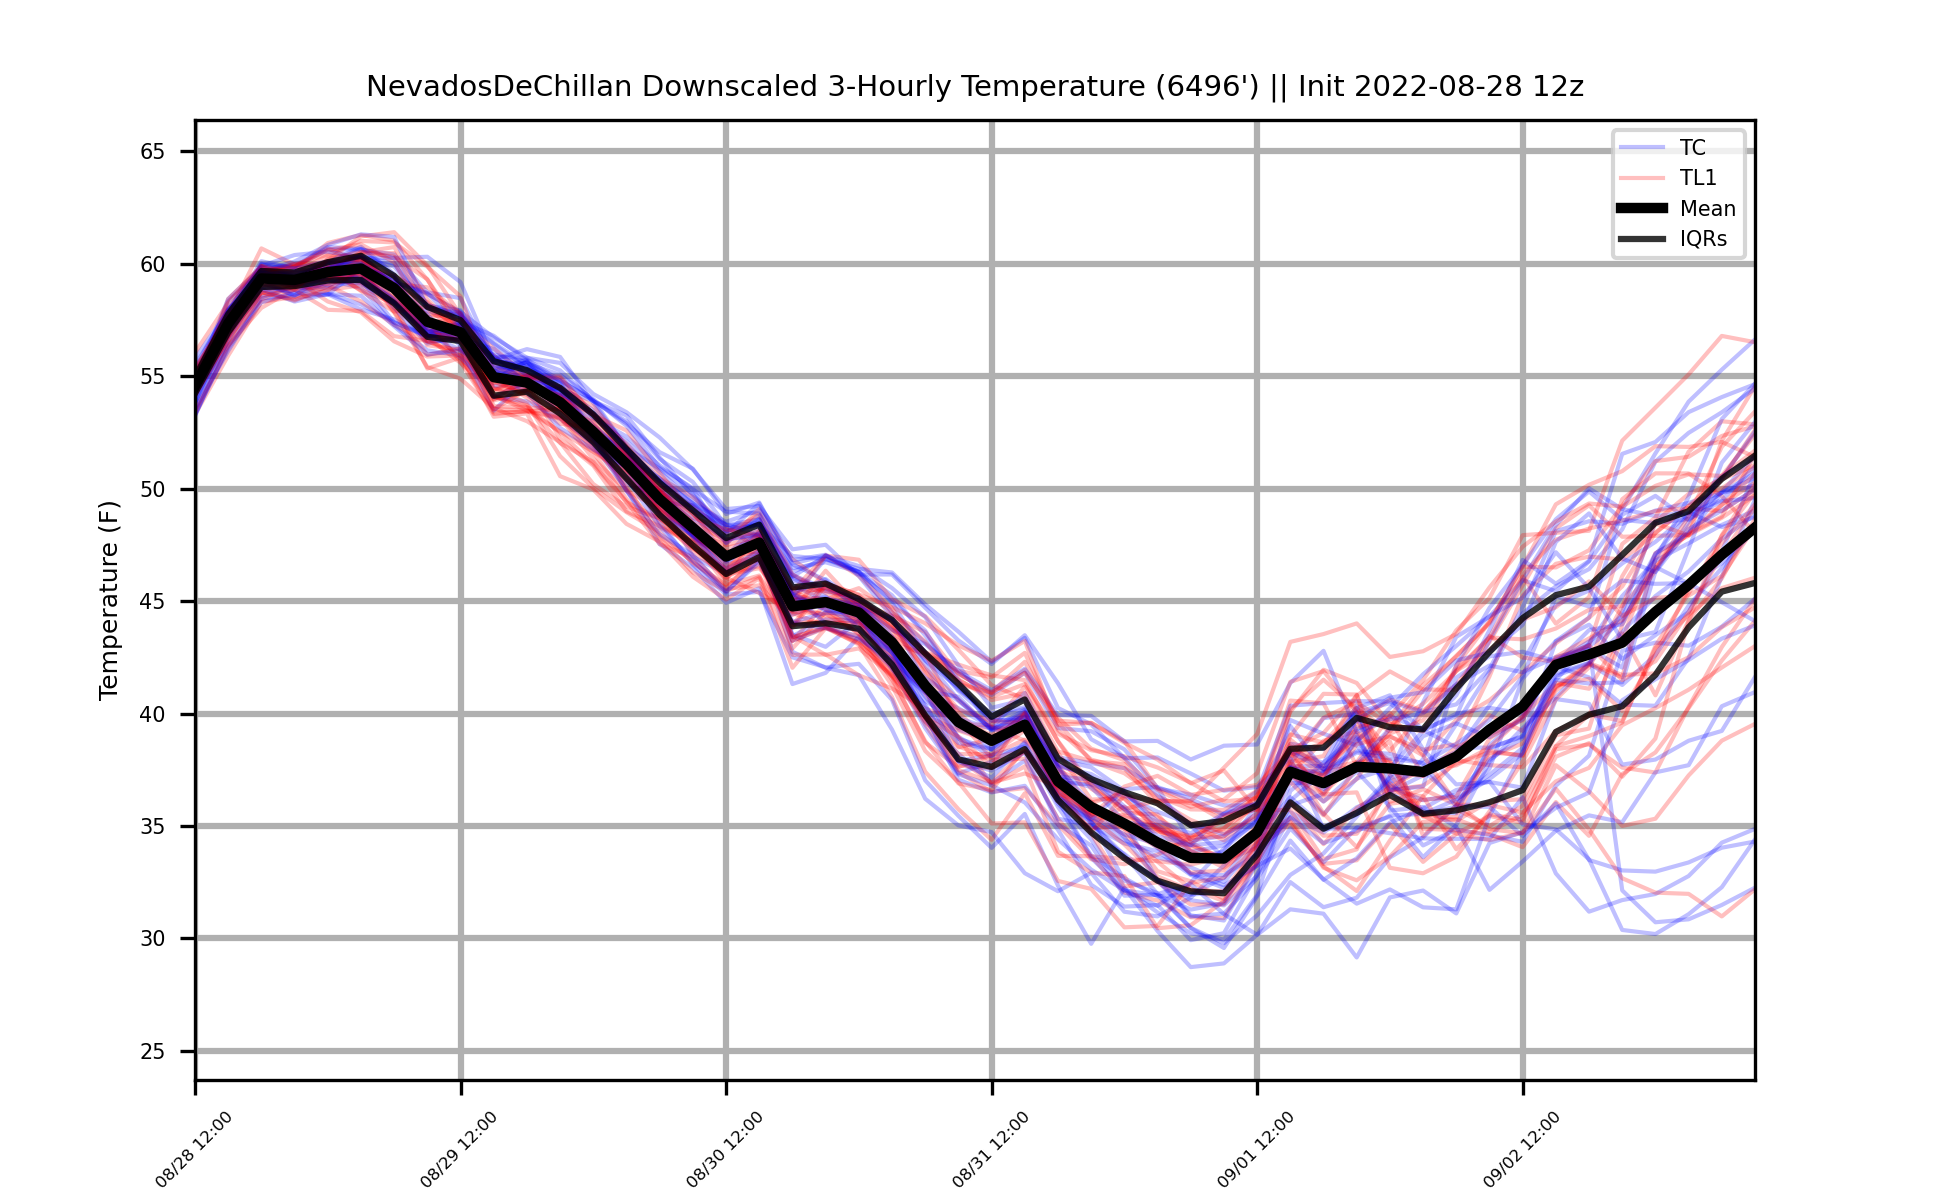 NevadosDeChillan Downscaled 3-Hourly Temperature (6496') || Init 2022-08-28 12z
TC
TL1
Mean
IQRs
Temperature (F)
65
60
55
50
45
40
35
30
25
08/28 12:00
08/29 12:00
08/30 12:00
08/31 12:00
09/01 12:00
09/02 12:00